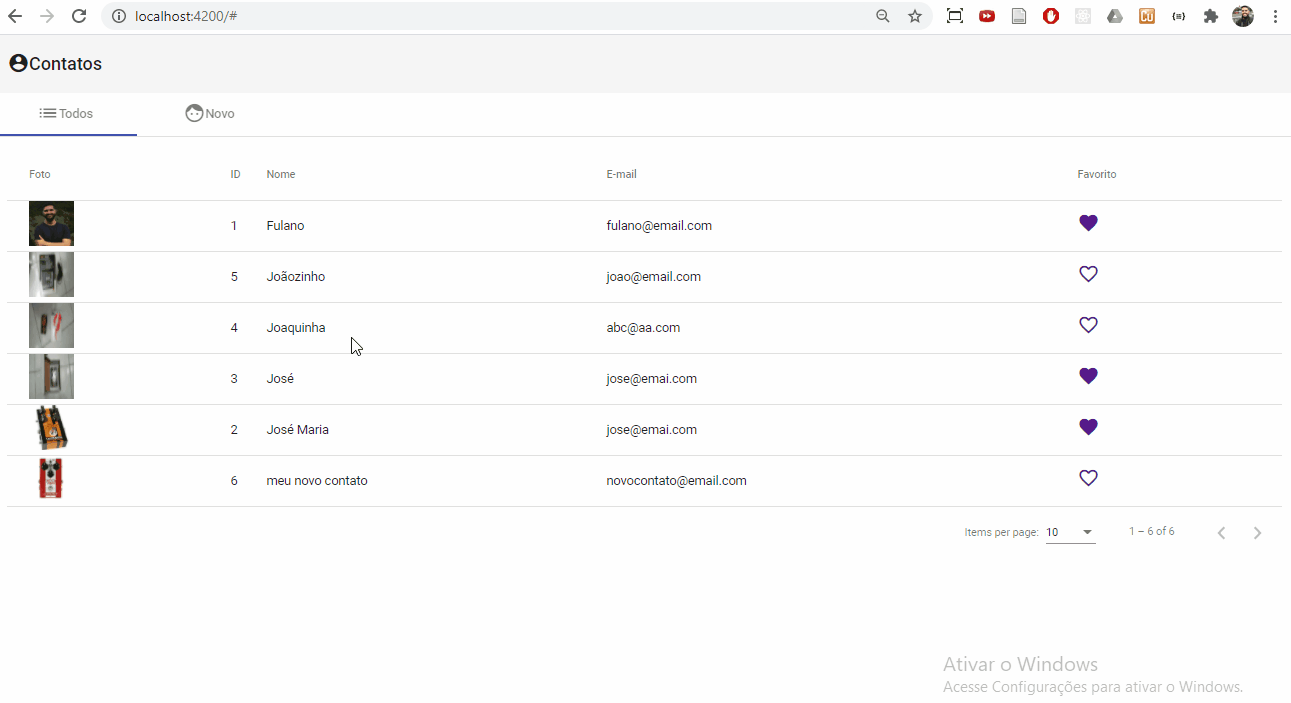 localhost:4200/#
Contatos
Todos Novo
Foto ID Nome E-mail Favorito
1 Fulano fulano@email.com
5 Joãozinho joao@email.com
4 Joaquinha abc@aa.com
3 José jose@emai.com
2 José Maria jose@emai.com
6 meu novo contato novocontato@email.com
Items per page: 10 1 – 6 of 6
Ativar o Windows
Acesse Configurações para ativar o Windows.